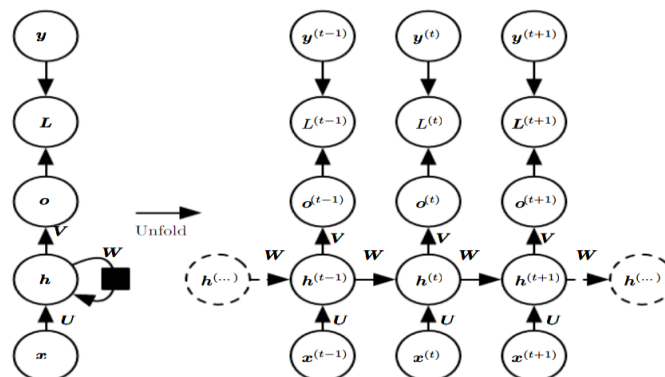 y y^(t−1) y^(t) y^(t+1)
L L^(t−1) L^(t) L^(t+1)
o o^(t−1) o^(t) o^(t+1)
V Unfold V V V
W W W W W
h h^(...) h^(t−1) h^(t) h^(t+1) h^(...)
U U U U
x x^(t−1) x^(t) x^(t+1)